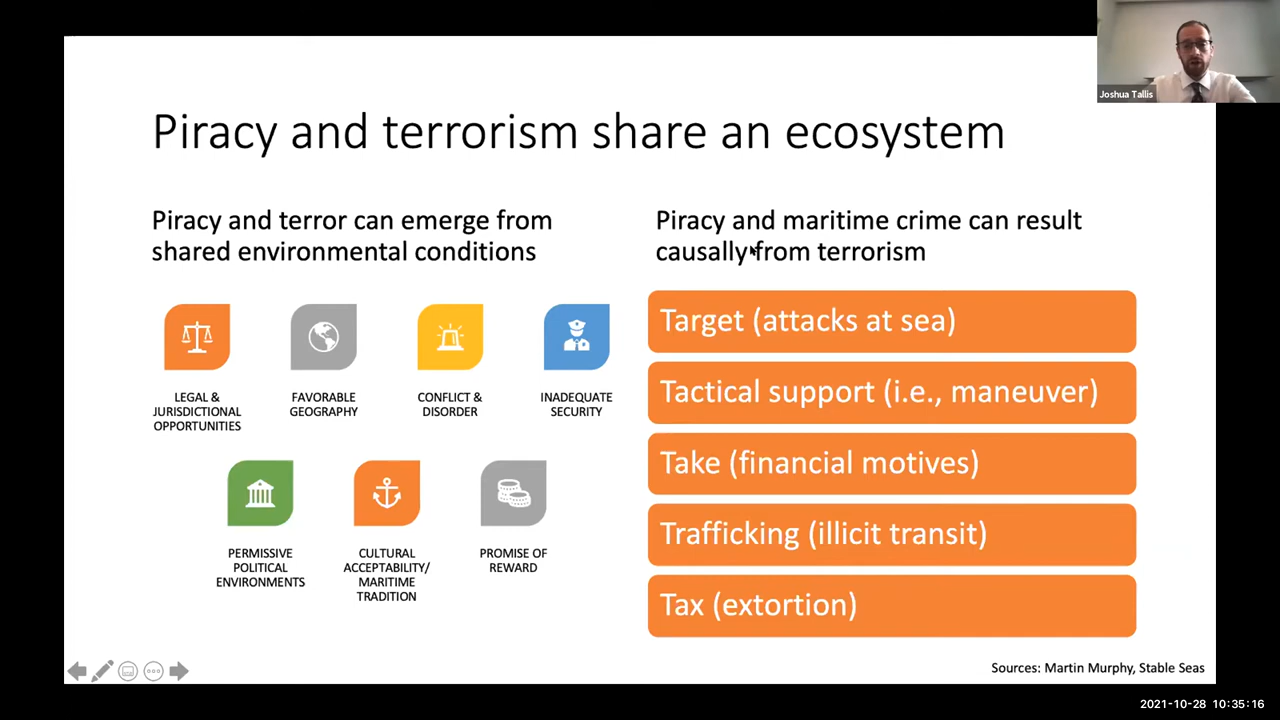 Joshua Tallis
Piracy and terrorism share an ecosystem
Piracy and terror can emerge from
shared environmental conditions
LEGAL &
JURISDICTIONAL
OPPORTUNITIES
FAVORABLE
GEOGRAPHY
CONFLICT &
DISORDER
INADEQUATE
SECURITY
PERMISSIVE
POLITICAL
ENVIRONMENTS
CULTURAL
ACCEPTABILITY/
MARITIME
TRADITION
PROMISE OF
REWARD
Piracy and maritime crime can result
causally from terrorism
Target (attacks at sea)
Tactical support (i.e., maneuver)
Take (financial motives)
Trafficking (illicit transit)
Tax (extortion)
Sources: Martin Murphy, Stable Seas
2021-10-28 10:35:16